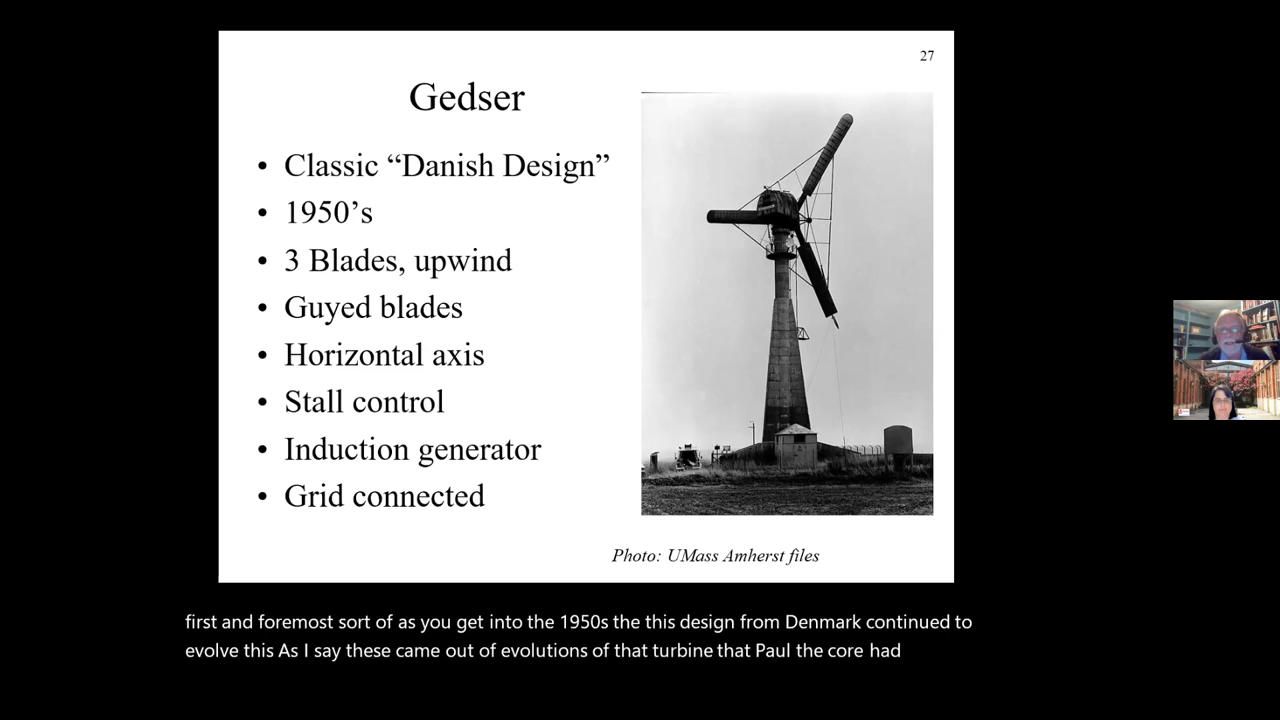 27
Gedser
• Classic “Danish Design”
• 1950’s
• 3 Blades, upwind
• Guyed blades
• Horizontal axis
• Stall control
• Induction generator
• Grid connected
Photo: UMass Amherst files
first and foremost sort of as you get into the 1950s the this design from Denmark continued to
evolve this As I say these came out of evolutions of that turbine that Paul the core had